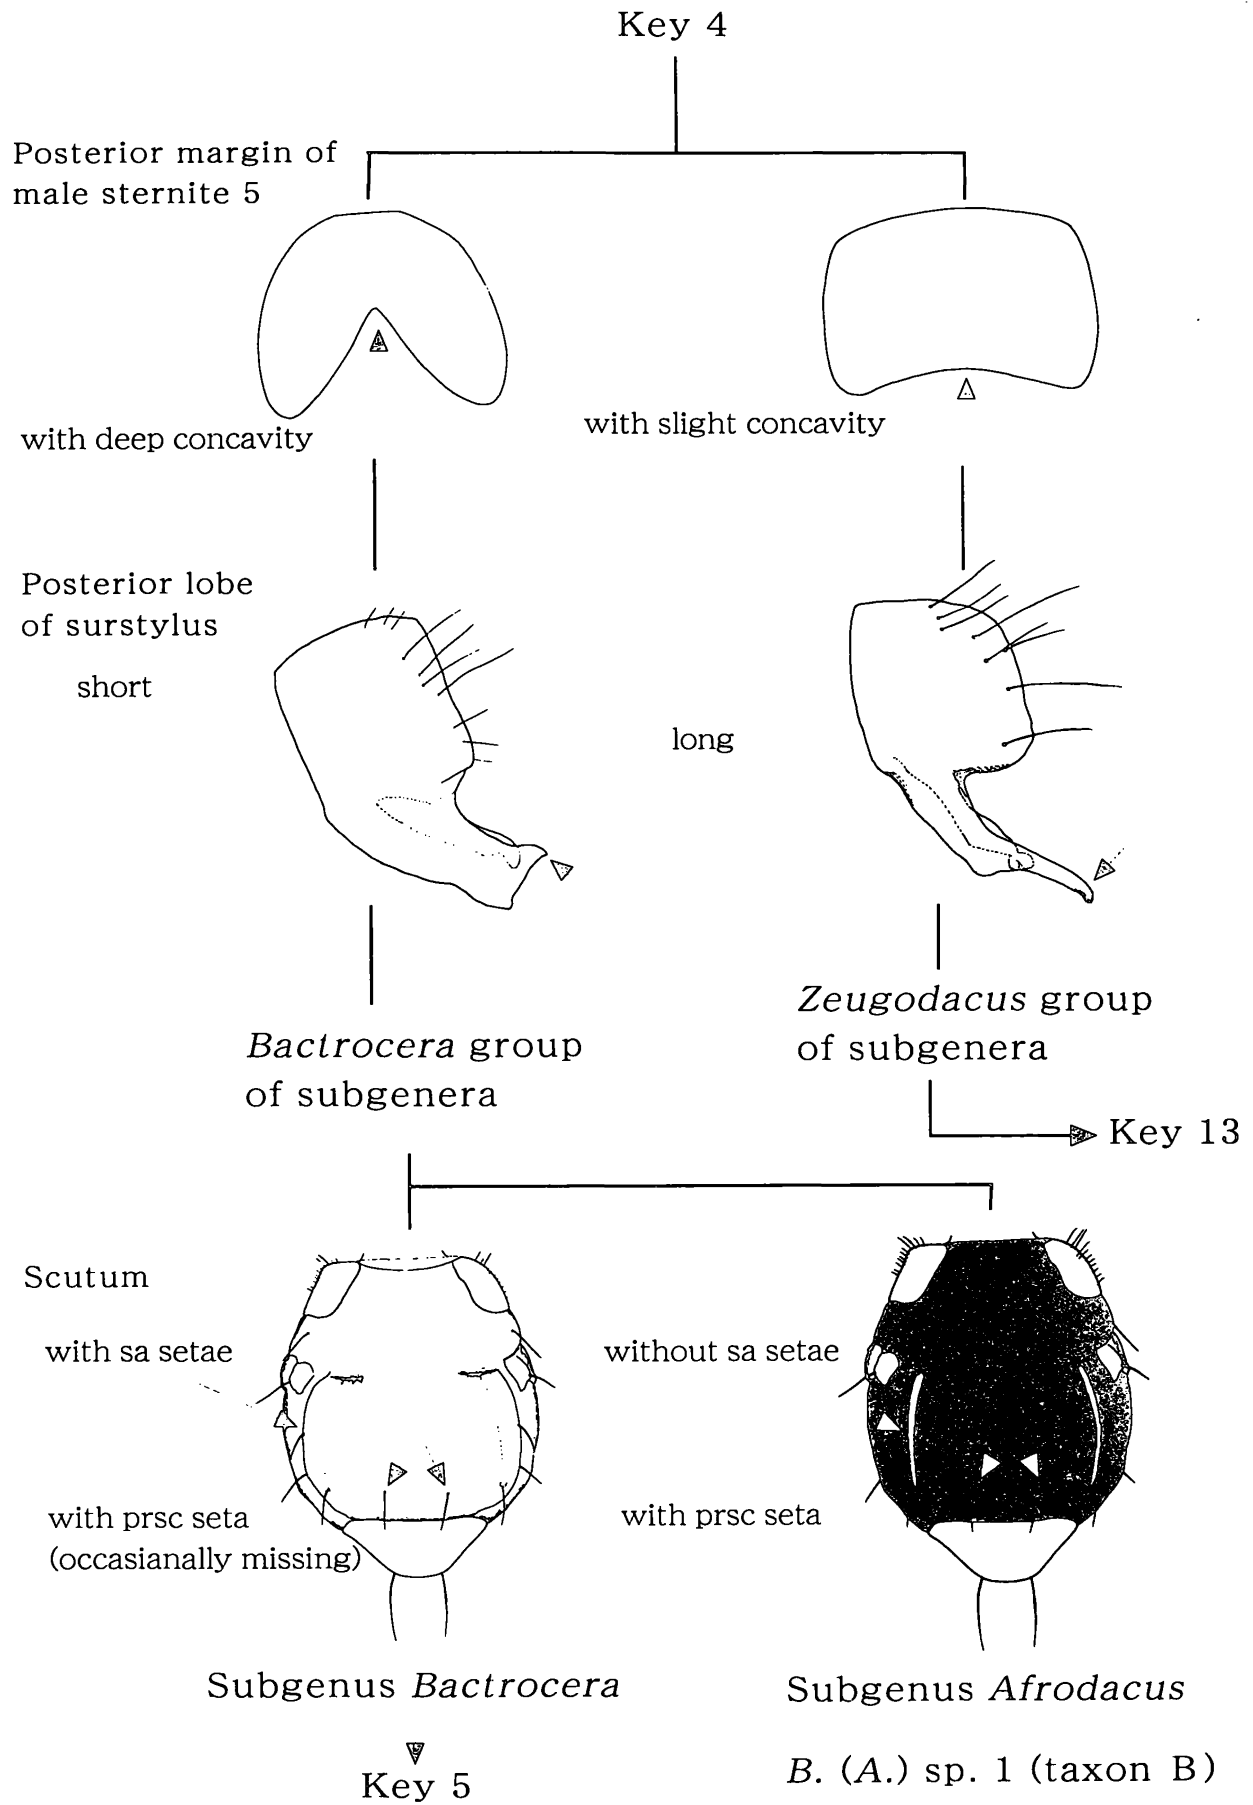 Key 4
Posterior margin of
male sternite 5
with deep concavity
with slight concavity
Posterior lobe
of surstylus
short
long
Bactrocera group
of subgenera
Zeugodacus group
of subgenera
Key 13
Scutum
with sa setae
without sa setae
with prsc seta
(occasianally missing)
with prsc seta
Subgenus Bactrocera
Subgenus Afrodacus
Key 5
B. (A.) sp. 1 (taxon B)